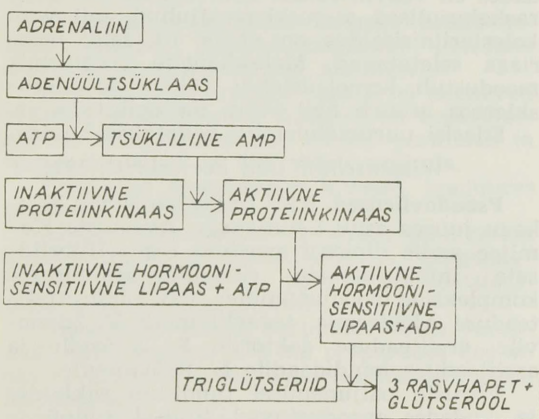 ADRENALIIN
ADENÜÜLTSÜKLAAS
ATP
TSÜKLILINE AMP
INAKTIIVNE
PROTEIINKINAAS
AKTIIVNE
PROTEIINKINAAS
INAKTIIVNE HORMOONI-
SENSITIIVNE LIPAAS + ATP
AKTIIVNE
HORMOONI-
SENSITIIVNE
LIPAAS+ADP
TRIGLÜTSERIID
3 RASVHAPET +
GLÜTSEROOL